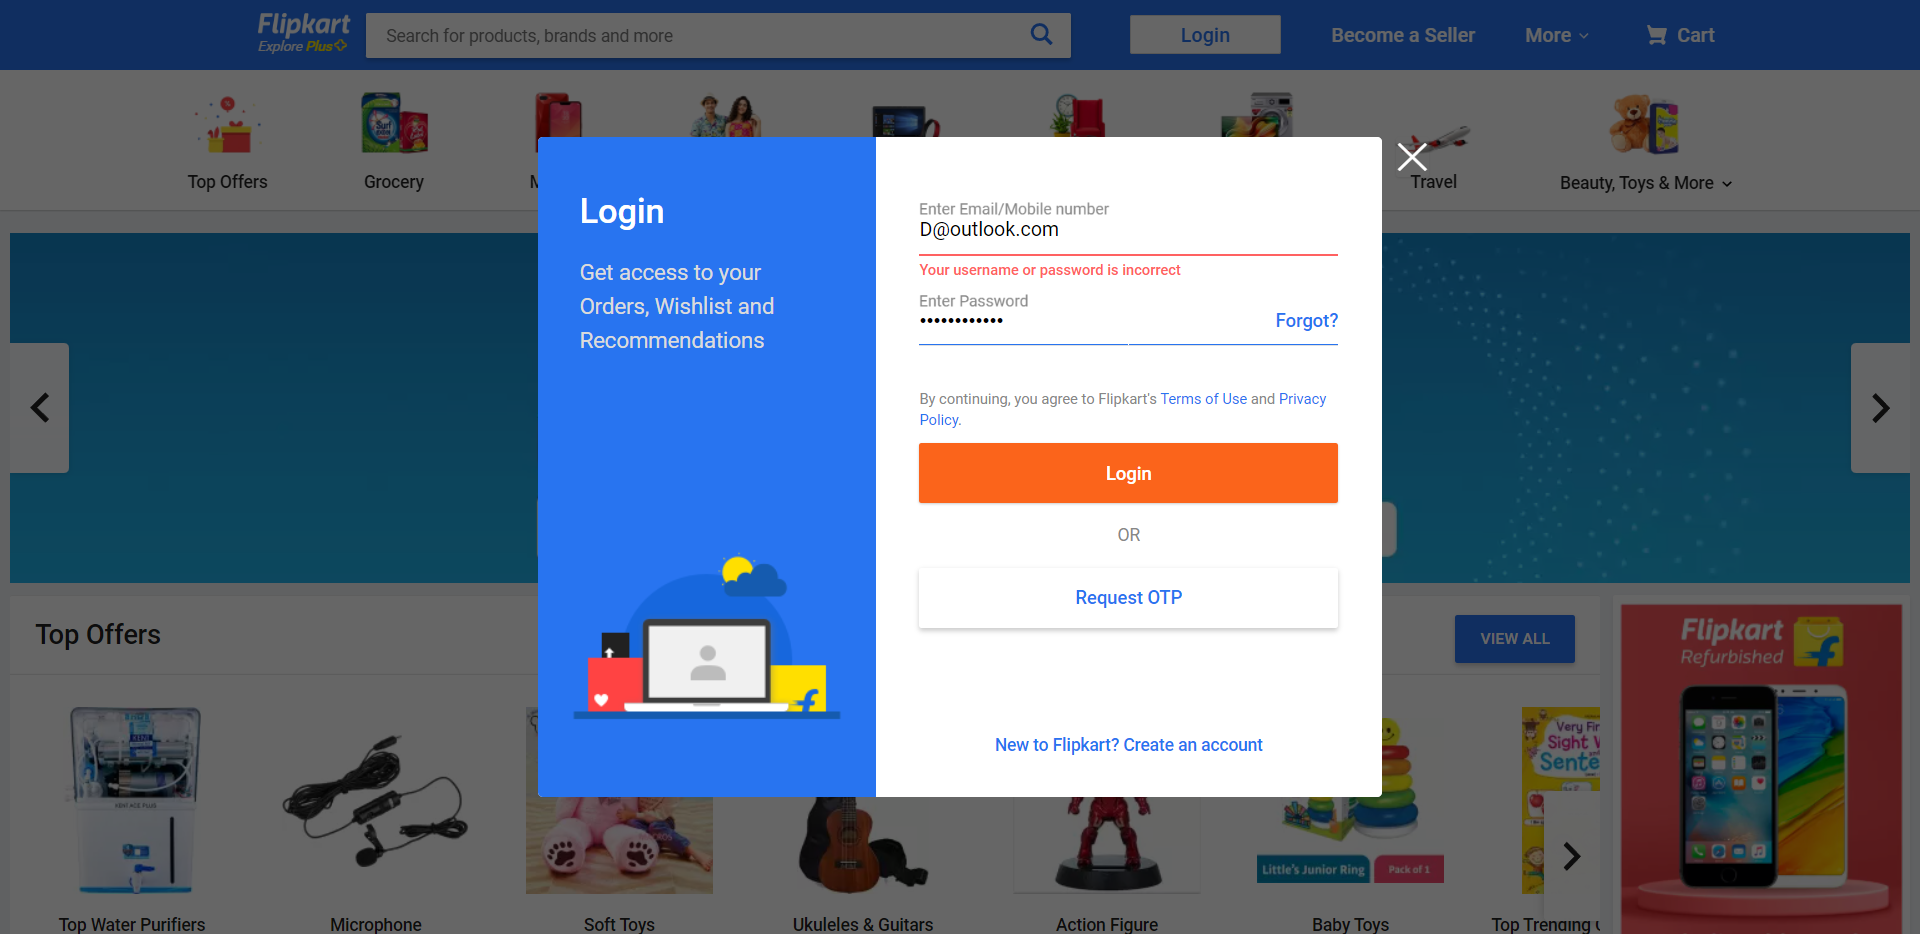 Flipkart
Explore Plus
Search for products, brands and more
Login
Become a Seller
More
Cart
Top Offers
Grocery
M
Travel
Beauty, Toys & More
Login
Get access to your
Orders, Wishlist and
Recommendations
Enter Email/Mobile number
D@outlook.com
Your username or password is incorrect
Enter Password
••••••••••••
Forgot?
By continuing, you agree to Flipkart's Terms of Use and Privacy
Policy.
Login
OR
Request OTP
New to Flipkart? Create an account
Top Offers
VIEW ALL
Flipkart
Refurbished
Surf
KENT
KENT ACE PLUS
Very Fi
Sight W
Sente
Little's Junior Ring
Pack of 1
Top Water Purifiers
Microphone
Soft Toys
Ukuleles & Guitars
Action Figure
Baby Toys
Top Trending